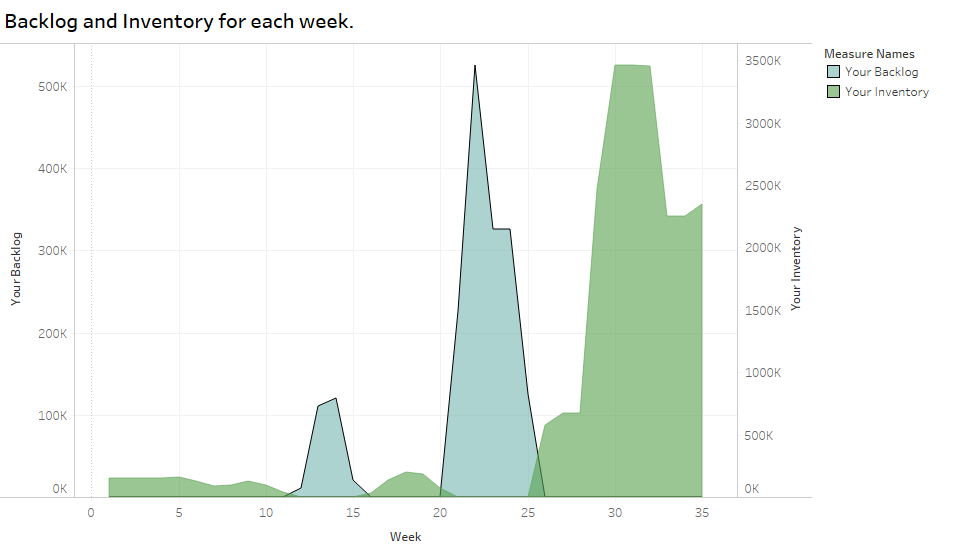 Backlog and Inventory for each week.
Measure Names
Your Backlog
Your Inventory
Your Backlog
500K
400K
300K
200K
100K
0K
3500K
3000K
2500K
2000K
1500K
1000K
500K
0K
Your Inventory
0 5 10 15 20 25 30 35
Week